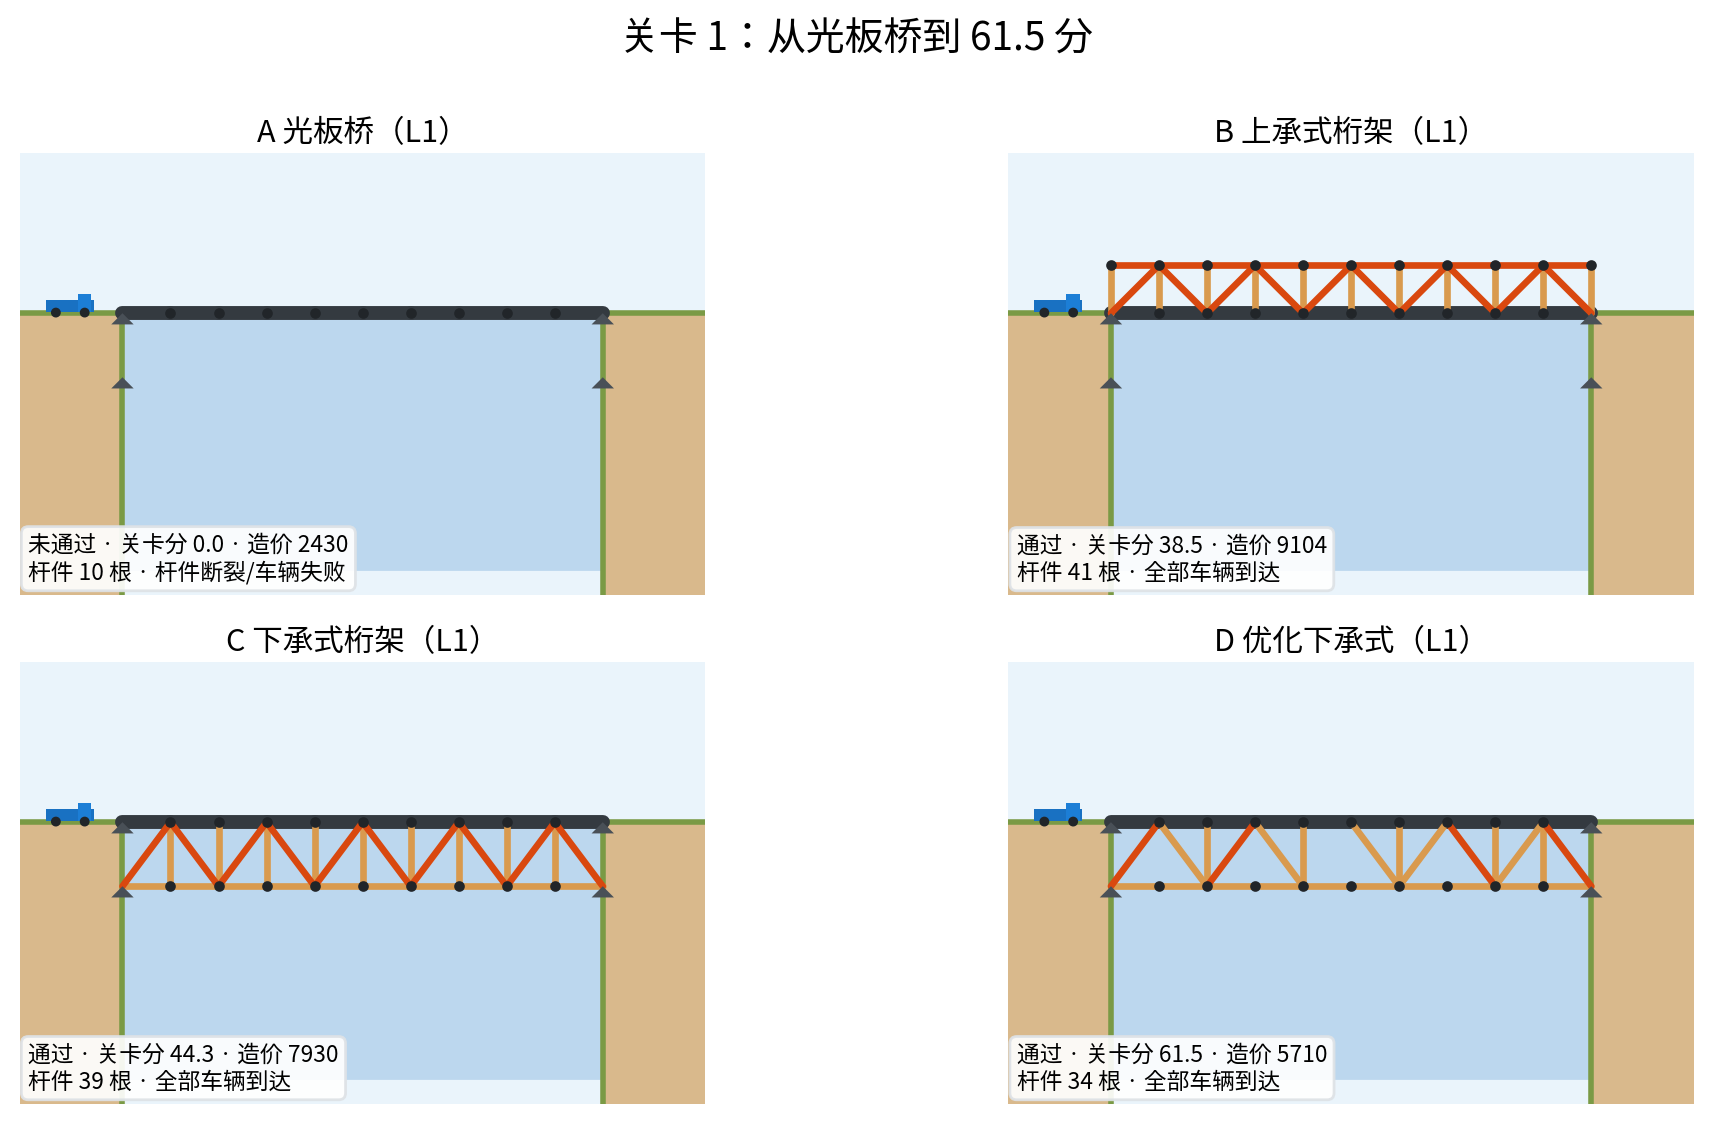 关卡 1：从光板桥到 61.5 分
A 光板桥（L1）
未通过 · 关卡分 0.0 · 造价 2430
杆件 10 根 · 杆件断裂/车辆失败
B 上承式桁架（L1）
通过 · 关卡分 38.5 · 造价 9104
杆件 41 根 · 全部车辆到达
C 下承式桁架（L1）
通过 · 关卡分 44.3 · 造价 7930
杆件 39 根 · 全部车辆到达
D 优化下承式（L1）
通过 · 关卡分 61.5 · 造价 5710
杆件 34 根 · 全部车辆到达